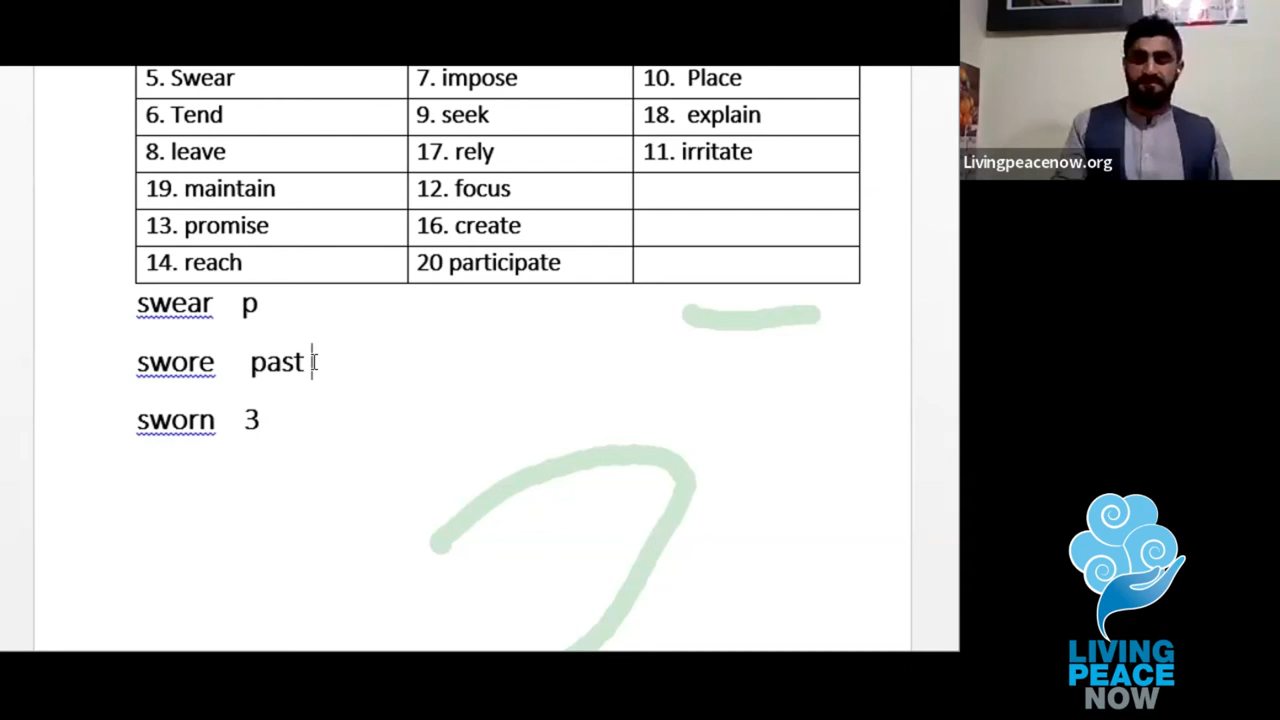 5. Swear 7. impose 10. Place
6. Tend 9. seek 18. explain
8. leave 17. rely 11. irritate
19. maintain 12. focus
13. promise 16. create
14. reach 20 participate
swear p
swore past
sworn 3
Livingpeacenow.org
LIVING
PEACE
NOW